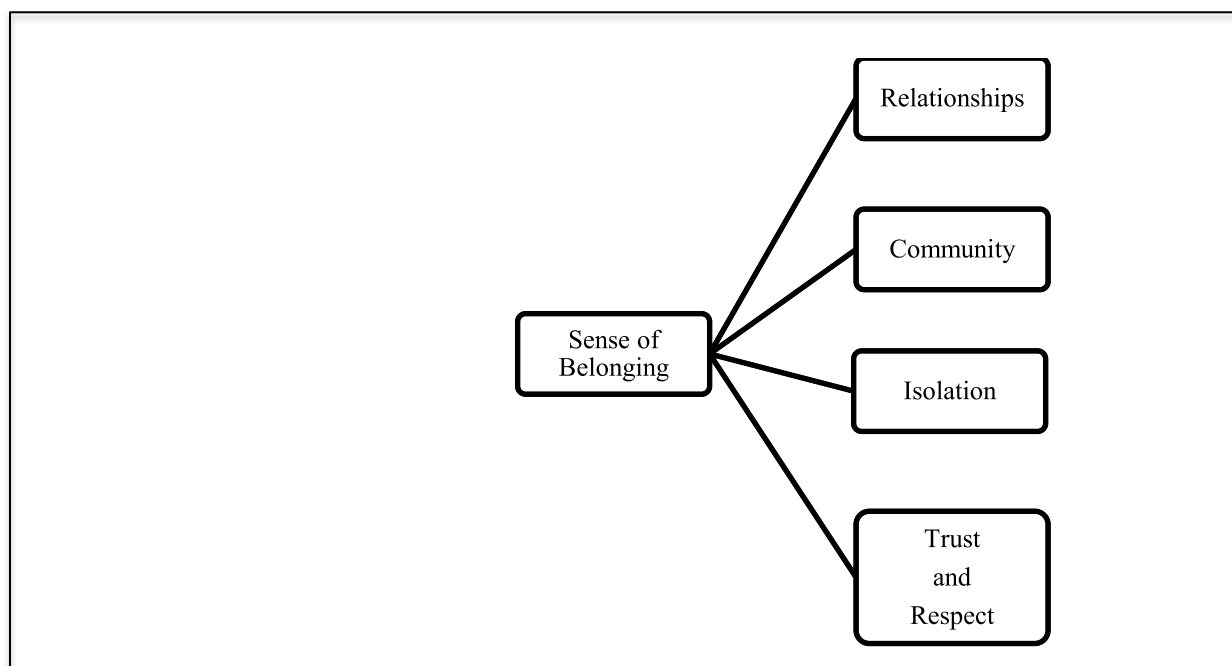 Relationships
Community
Sense of
Belonging
Isolation
Trust
and
Respect